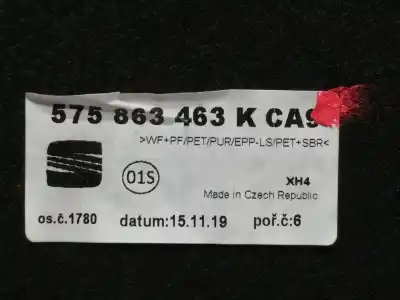 575 863 463 K CA9
>WF+PF/PET/PUR/EPP-LS/PET+SBR<
01S
XH4
Made in Czech Republic
os.č.1780 datum:15.11.19 poř.č:6